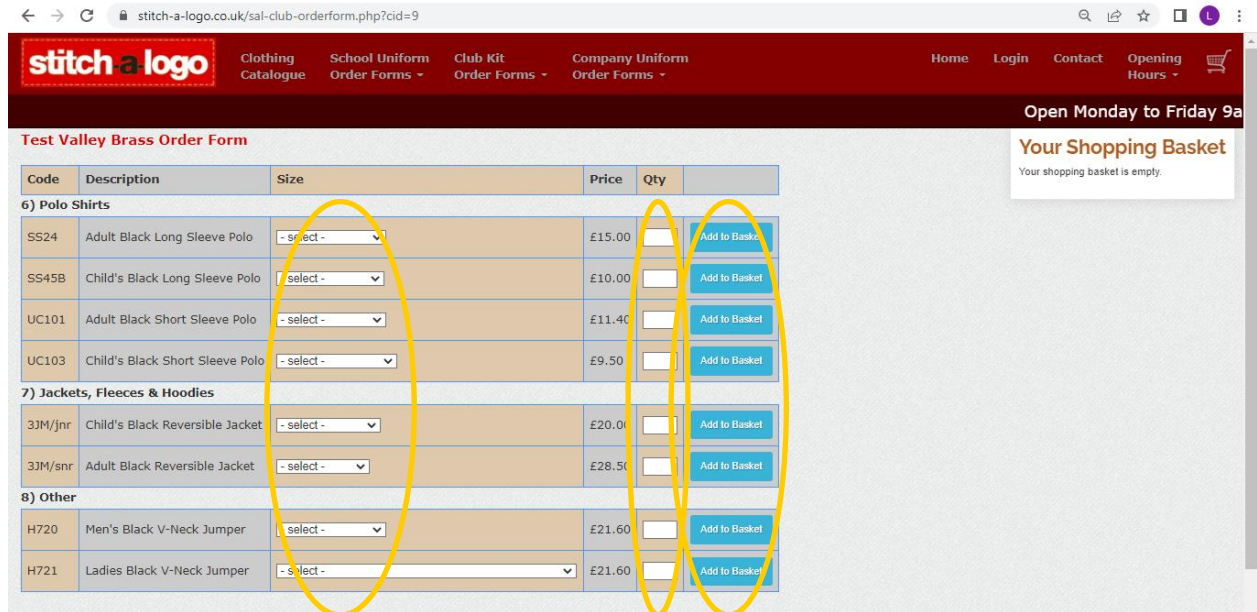 stitch-a-logo.co.uk/sal-club-orderform.php?cid=9
L
stitch a logo
Clothing Catalogue
School Uniform Order Forms
Club Kit Order Forms
Company Uniform Order Forms
Home Login Contact Opening Hours
Open Monday to Friday 9a
Test Valley Brass Order Form
Your Shopping Basket
Your shopping basket is empty.
Code Description Size Price Qty
6) Polo Shirts
SS24 Adult Black Long Sleeve Polo - select - £15.00 Add to Basket
SS45B Child's Black Long Sleeve Polo - select - £10.00 Add to Basket
UC101 Adult Black Short Sleeve Polo - select - £11.40 Add to Basket
UC103 Child's Black Short Sleeve Polo - select - £9.50 Add to Basket
7) Jackets, Fleeces & Hoodies
3JM/jnr Child's Black Reversible Jacket - select - £20.00 Add to Basket
3JM/snr Adult Black Reversible Jacket - select - £28.50 Add to Basket
8) Other
H720 Men's Black V-Neck Jumper - select - £21.60 Add to Basket
H721 Ladies Black V-Neck Jumper - select - £21.60 Add to Basket